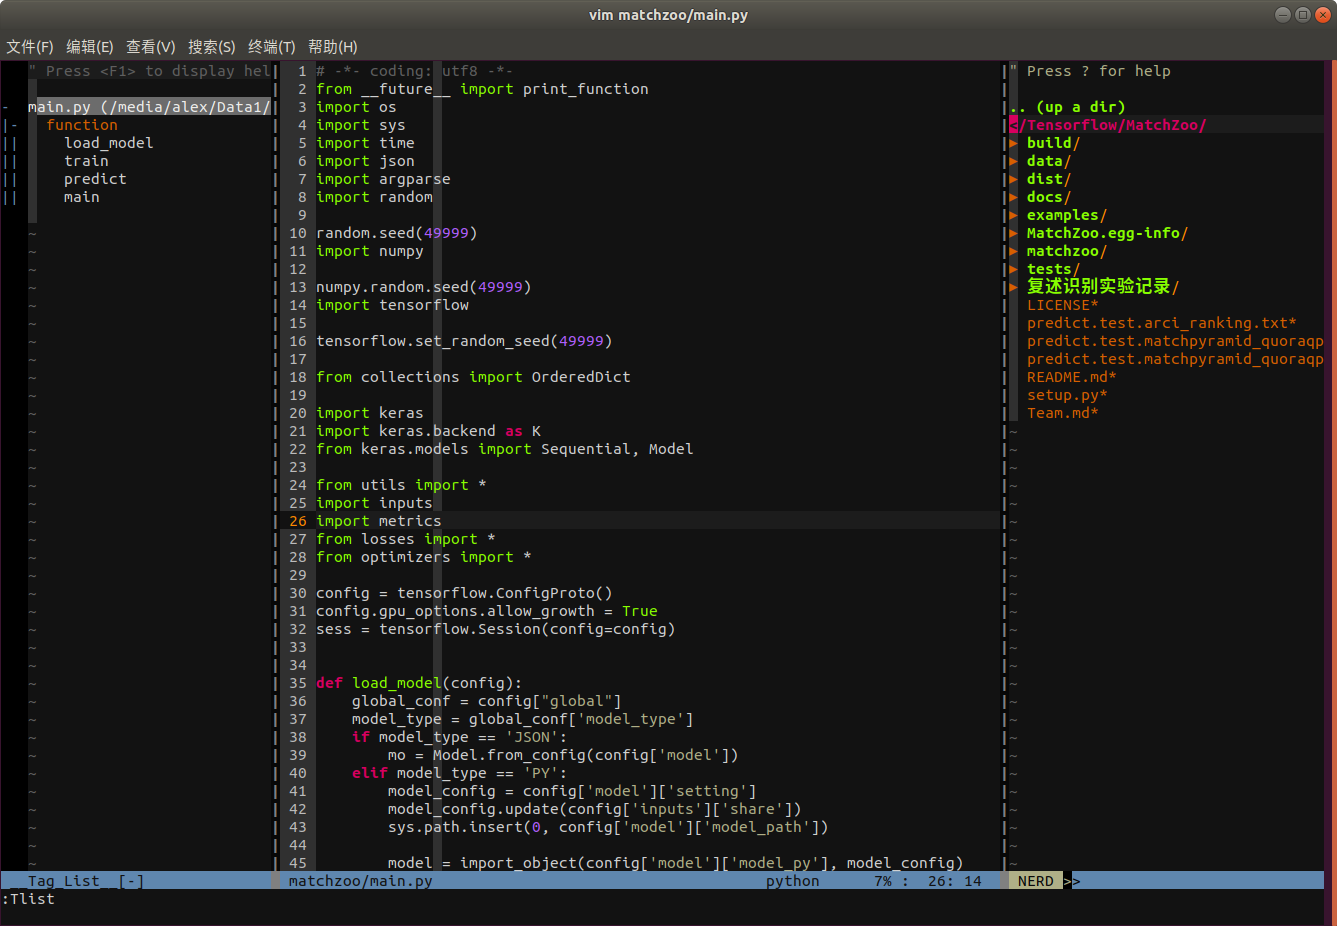 vim matchzoo/main.py
文件(F) 编辑(E) 查看(V) 搜索(S) 终端(T) 帮助(H)
" Press <F1> to display hel
main.py (/media/alex/Data1/
function
load_model
train
predict
main
__Tag_List__[-]
1 # -*- coding: utf8 -*-
2 from __future__ import print_function
3 import os
4 import sys
5 import time
6 import json
7 import argparse
8 import random
9
10 random.seed(49999)
11 import numpy
12
13 numpy.random.seed(49999)
14 import tensorflow
15
16 tensorflow.set_random_seed(49999)
17
18 from collections import OrderedDict
19
20 import keras
21 import keras.backend as K
22 from keras.models import Sequential, Model
23
24 from utils import *
25 import inputs
26 import metrics
27 from losses import *
28 from optimizers import *
29
30 config = tensorflow.ConfigProto()
31 config.gpu_options.allow_growth = True
32 sess = tensorflow.Session(config=config)
33
34
35 def load_model(config):
36     global_conf = config["global"]
37     model_type = global_conf['model_type']
38     if model_type == 'JSON':
39         mo = Model.from_config(config['model'])
40     elif model_type == 'PY':
41         model_config = config['model']['setting']
42         model_config.update(config['inputs']['share'])
43         sys.path.insert(0, config['model']['model_path'])
44
45         model = import_object(config['model']['model_py'], model_config)
matchzoo/main.py python 7% : 26: 14
" Press ? for help
.. (up a dir)
</Tensorflow/MatchZoo/
▸ build/
▸ data/
▸ dist/
▸ docs/
▸ examples/
▸ MatchZoo.egg-info/
▸ matchzoo/
▸ tests/
▸ 复述识别实验记录/
LICENSE*
predict.test.arci_ranking.txt*
predict.test.matchpyramid_quoraqp
predict.test.matchpyramid_quoraqp
README.md*
setup.py*
Team.md*
NERD >>
:Tlist